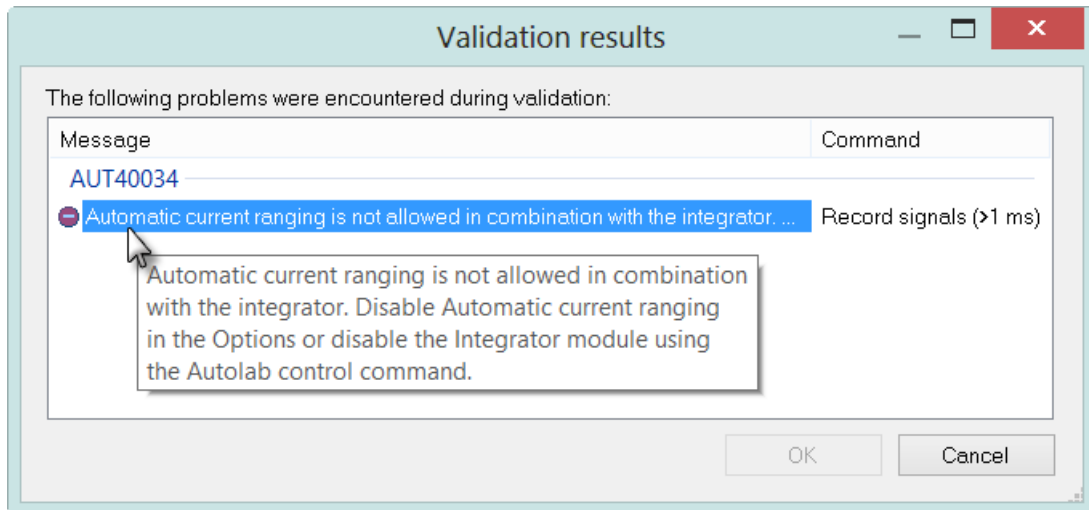 Validation results
The following problems were encountered during validation:
Message Command
AUT40034
Automatic current ranging is not allowed in combination with the integrator. ... Record signals (>1 ms)
Automatic current ranging is not allowed in combination
with the integrator. Disable Automatic current ranging
in the Options or disable the Integrator module using
the Autolab control command.
OK Cancel